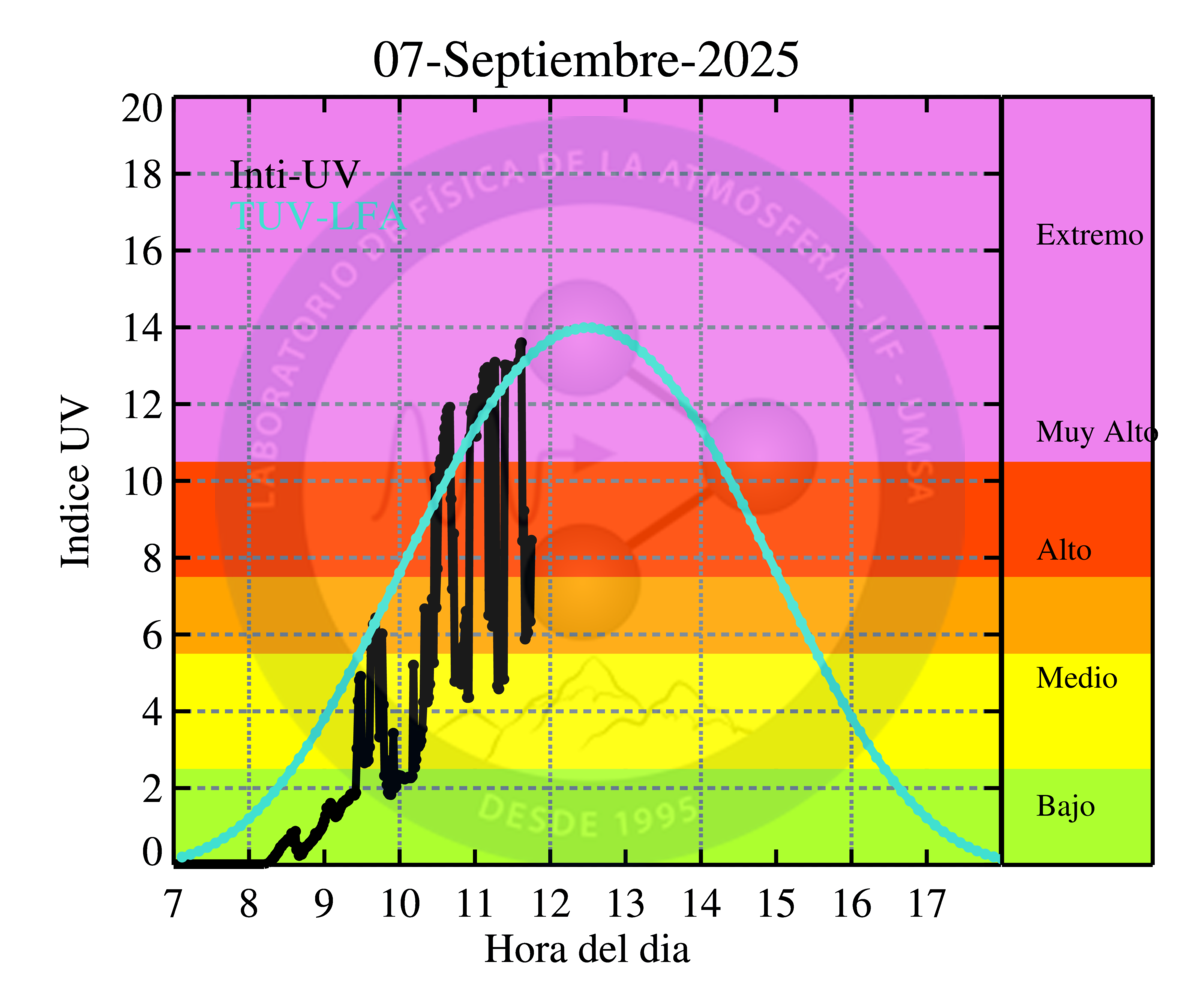 07-Septiembre-2025
20
18
16
14
12
10
8
6
4
2
0
Indice UV
Inti-UV
TUV-LFA
LABORATORIO DE FÍSICA DE LA ATMÓSFERA - IIF - UMSA
DESDE 1995
Extremo
Muy Alto
Alto
Medio
Bajo
7 8 9 10 11 12 13 14 15 16 17
Hora del dia